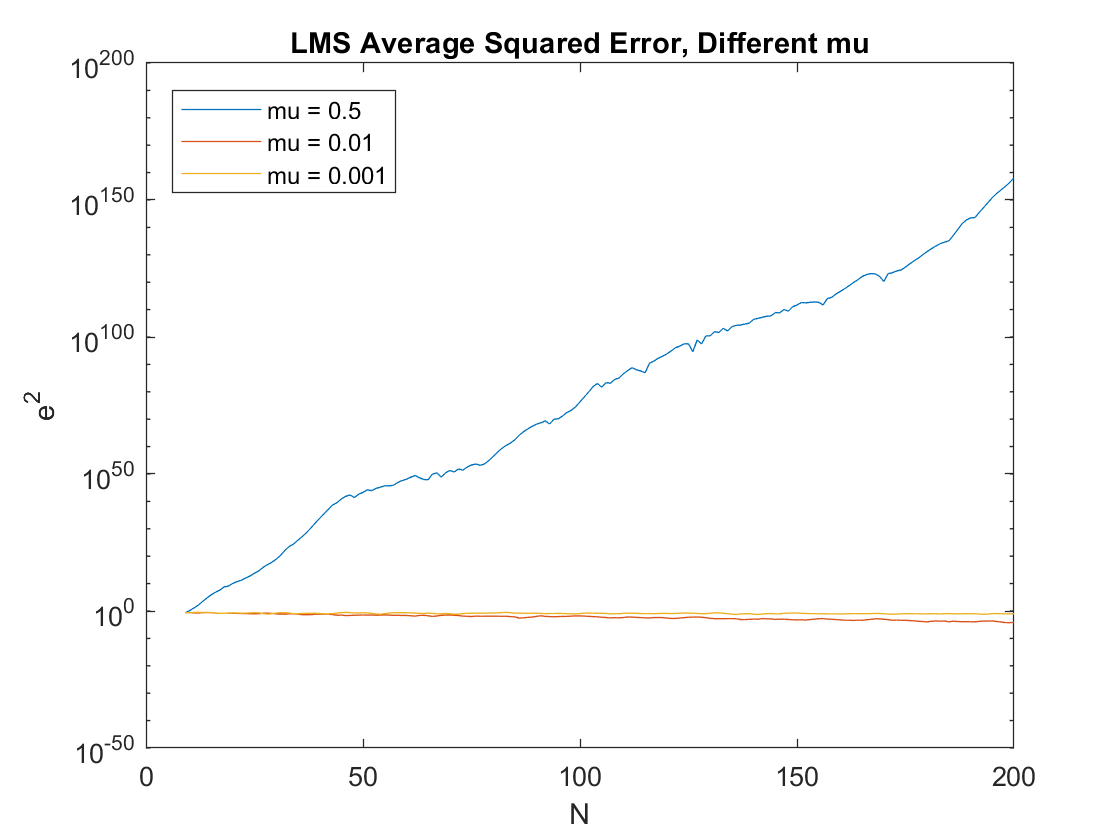 LMS Average Squared Error, Different mu
10^200
mu = 0.5
mu = 0.01
mu = 0.001
10^150
10^100
e^2
10^50
10^0
10^-50
0 50 100 150 200
N